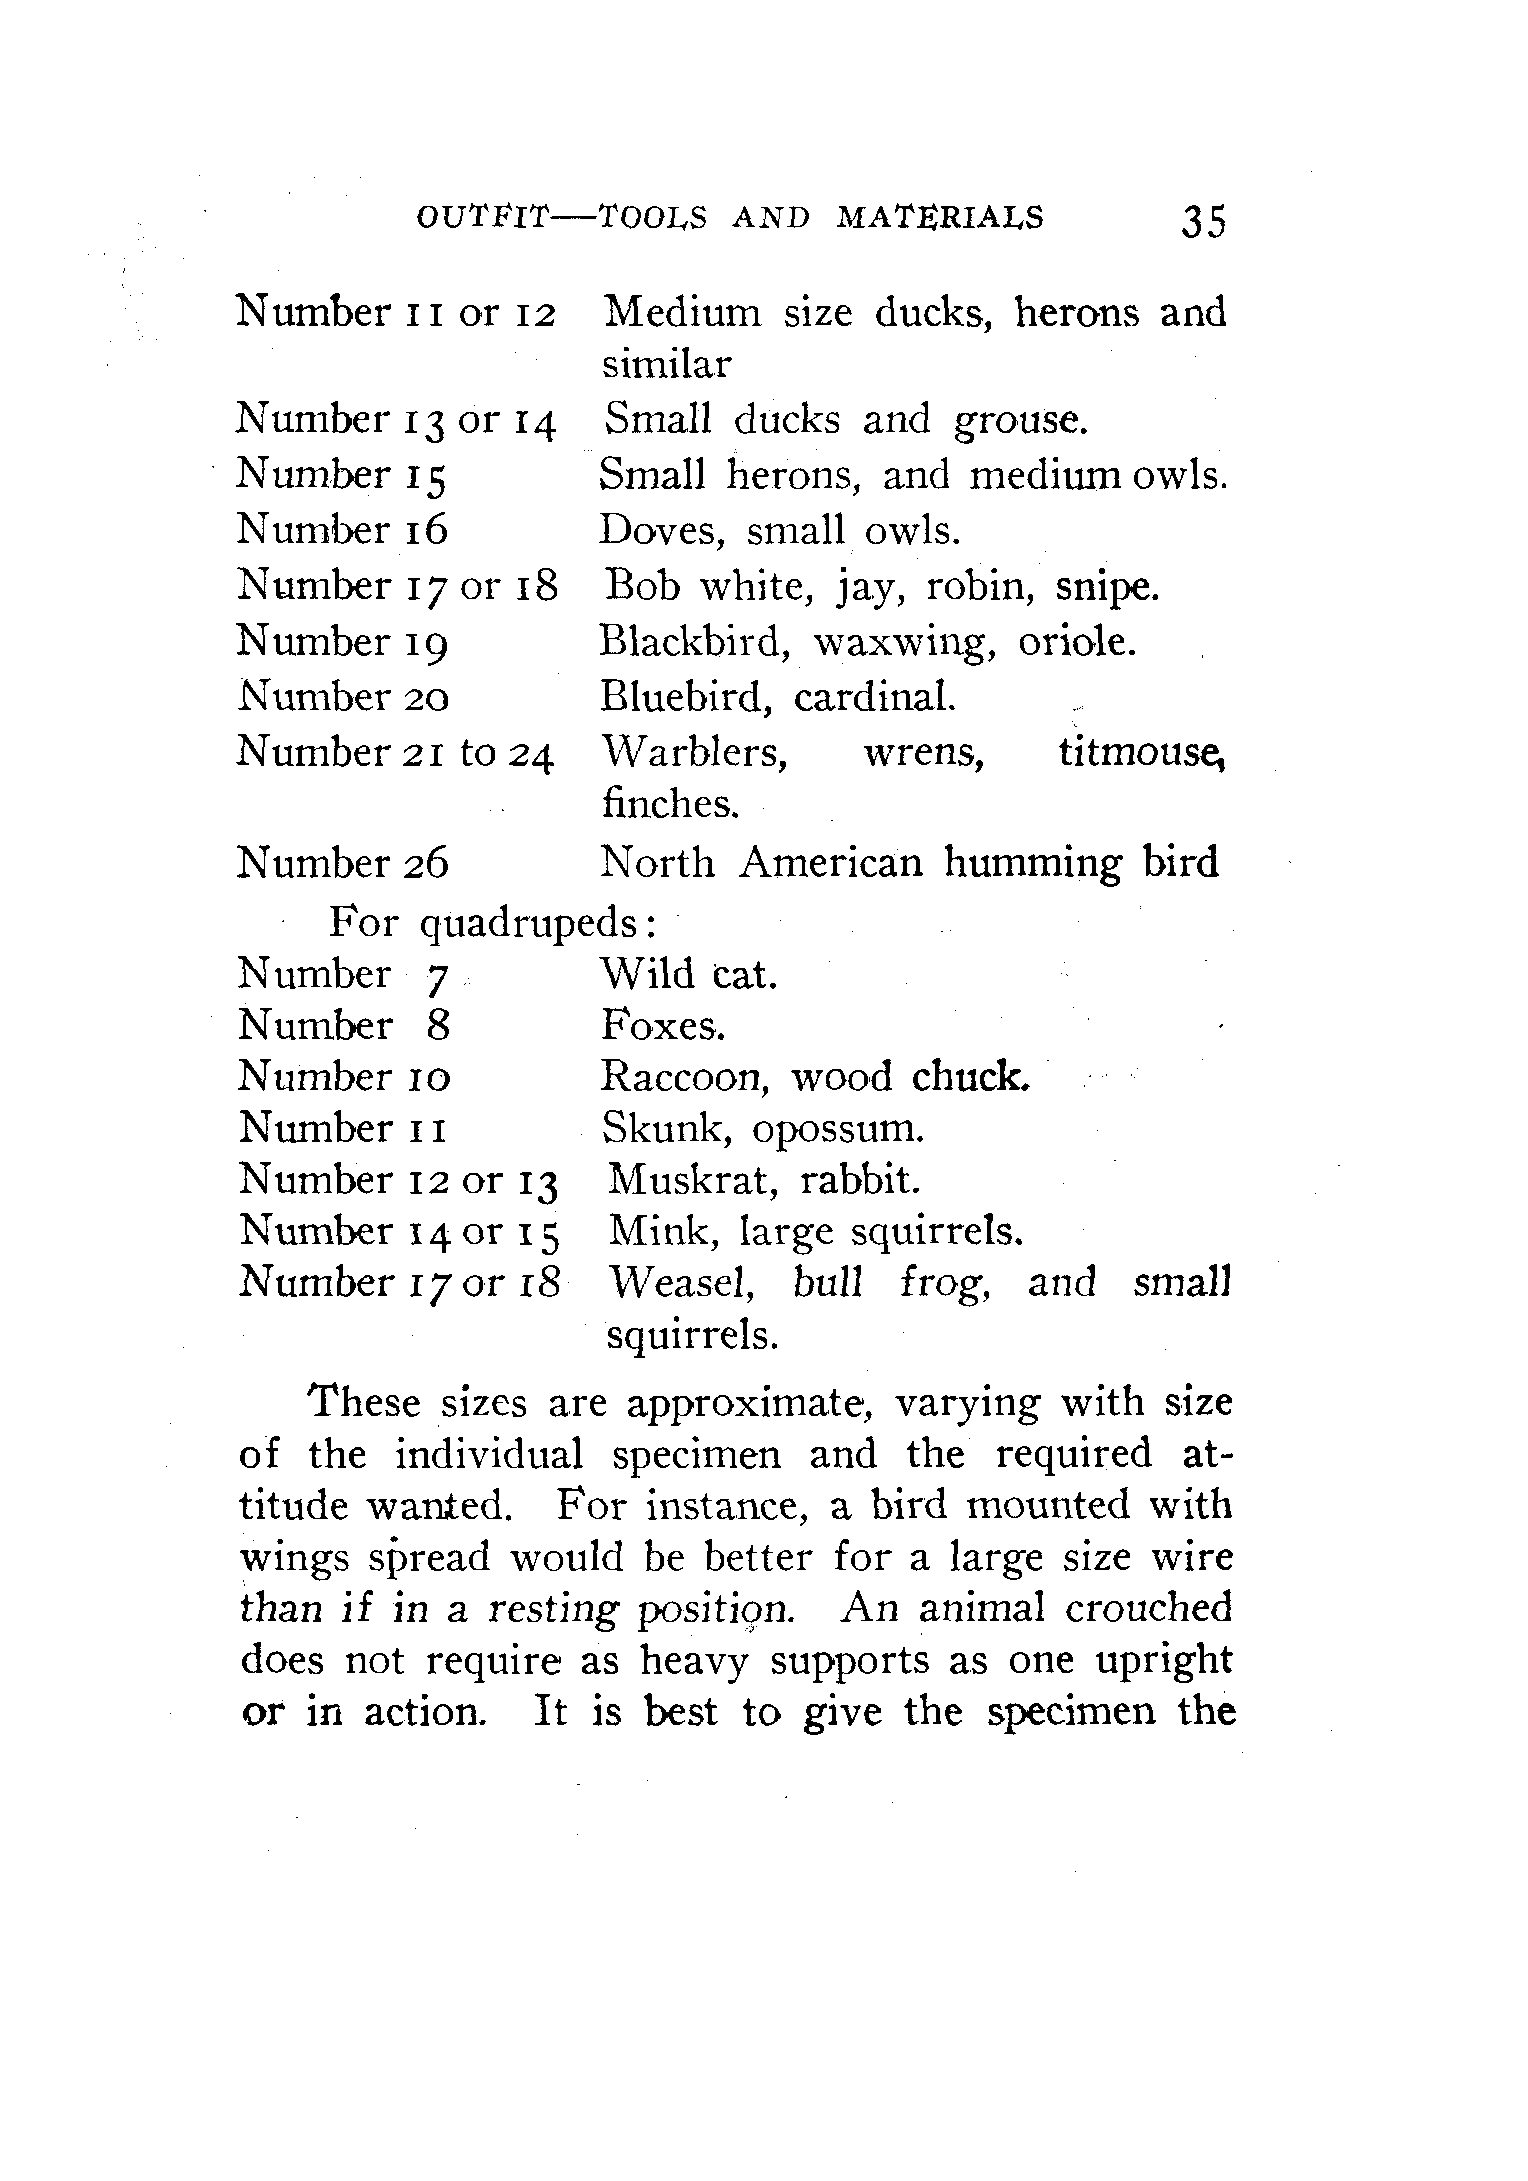 OUTFIT—TOOLS AND MATERIALS 35
Number 11 or 12 Medium size ducks, herons and
similar
Number 13 or 14 Small ducks and grouse.
Number 15 Small herons, and medium owls.
Number 16 Doves, small owls.
Number 17 or 18 Bob white, jay, robin, snipe.
Number 19 Blackbird, waxwing, oriole.
Number 20 Bluebird, cardinal.
Number 21 to 24 Warblers, wrens, titmouse,
finches.
Number 26 North American humming bird
For quadrupeds:
Number 7 Wild cat.
Number 8 Foxes.
Number 10 Raccoon, wood chuck.
Number 11 Skunk, opossum.
Number 12 or 13 Muskrat, rabbit.
Number 14 or 15 Mink, large squirrels.
Number 17 or 18 Weasel, bull frog, and small
squirrels.
These sizes are approximate, varying with size
of the individual specimen and the required at-
titude wanted. For instance, a bird mounted with
wings spread would be better for a large size wire
than if in a resting position. An animal crouched
does not require as heavy supports as one upright
or in action. It is best to give the specimen the